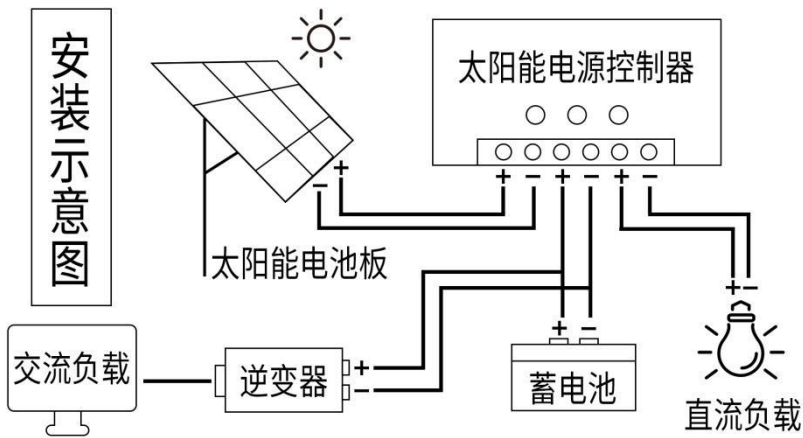 安装示意图
太阳能电源控制器
+ − + − + −
+
−
太阳能电池板
+−
+ −
交流负载
逆变器
+
−
蓄电池
直流负载